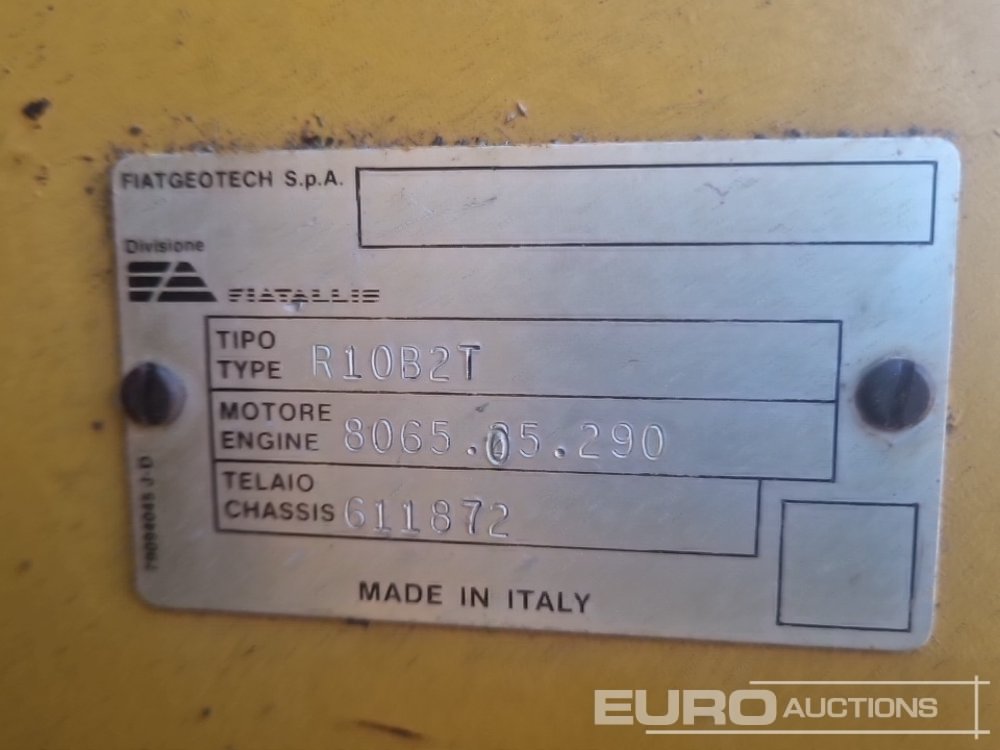 FIATGEOTECH S.p.A.
Divisione
FIATALLIS
TIPO
TYPE R10B2T
MOTORE
ENGINE 8065.05.290
TELAIO
CHASSIS 611872
MADE IN ITALY
EURO AUCTIONS